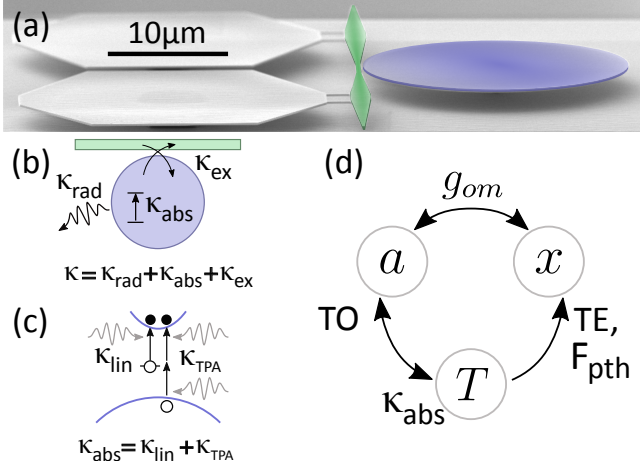 (a)
10μm
(b)
κex
κrad
κabs
κ=κrad+κabs+κex
(c)
κlin
κTPA
κabs=κlin+κTPA
(d)
gom
a
x
TO
TE,
Fpth
κabs
T